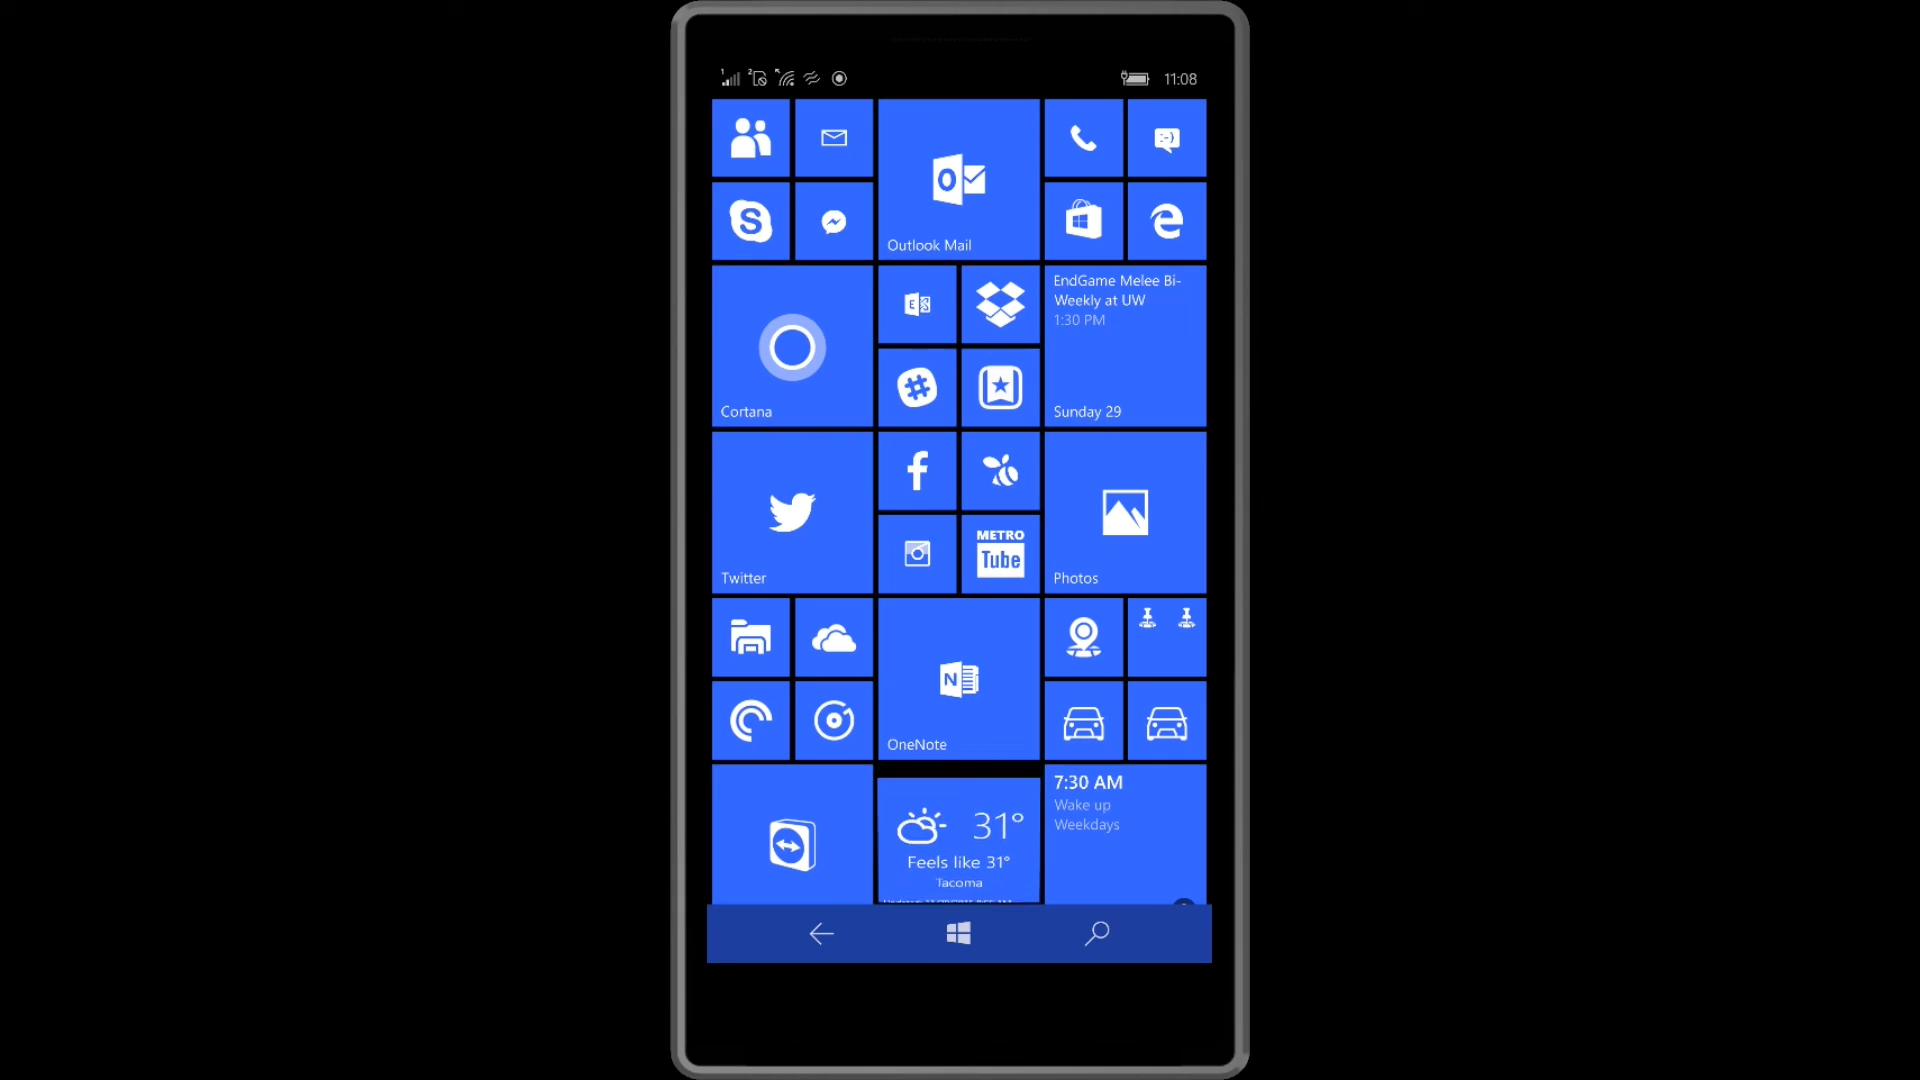 11:08
Outlook Mail
EndGame Melee Bi-
Weekly at UW
1:30 PM
Sunday 29
Cortana
METRO
Tube
Twitter
Photos
OneNote
31°
Feels like 31°
Tacoma
7:30 AM
Wake up
Weekdays